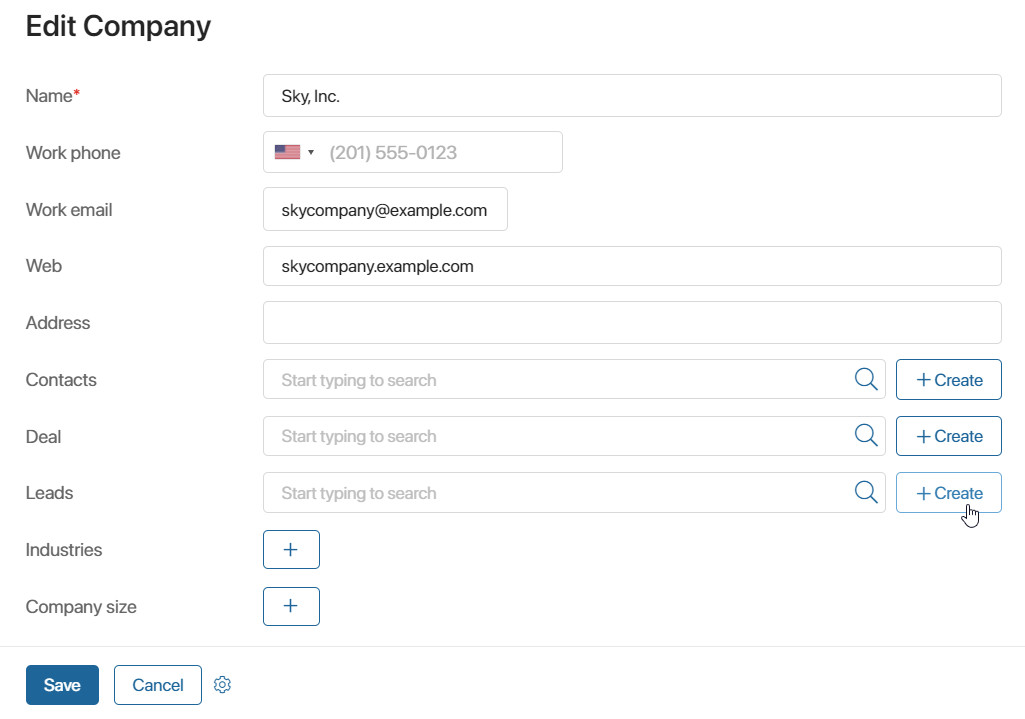 Edit Company
Name* Sky, Inc.
Work phone (201) 555-0123
Work email skycompany@example.com
Web skycompany.example.com
Address
Contacts Start typing to search + Create
Deal Start typing to search + Create
Leads Start typing to search + Create
Industries +
Company size +
Save Cancel